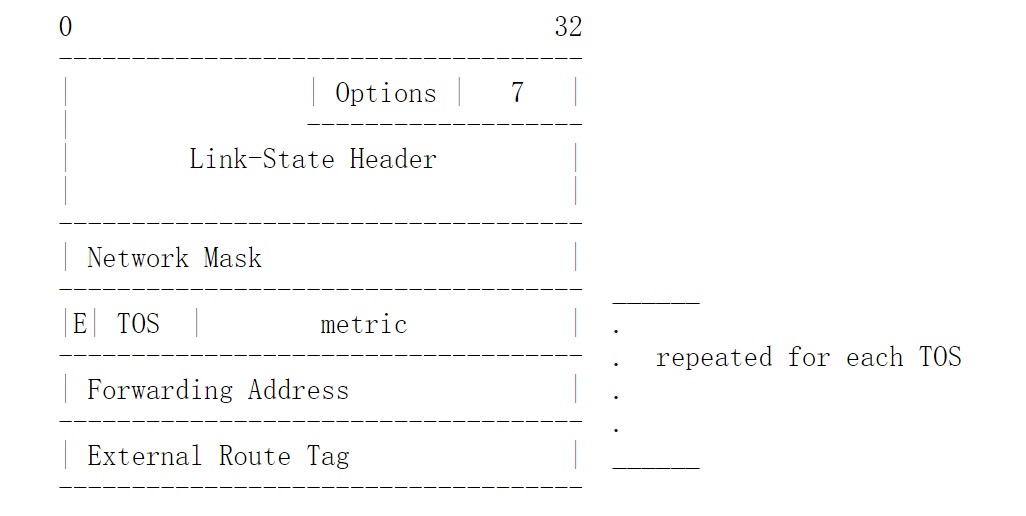 0 32
Options 7
Link-State Header
Network Mask
E TOS metric
. repeated for each TOS
Forwarding Address
External Route Tag